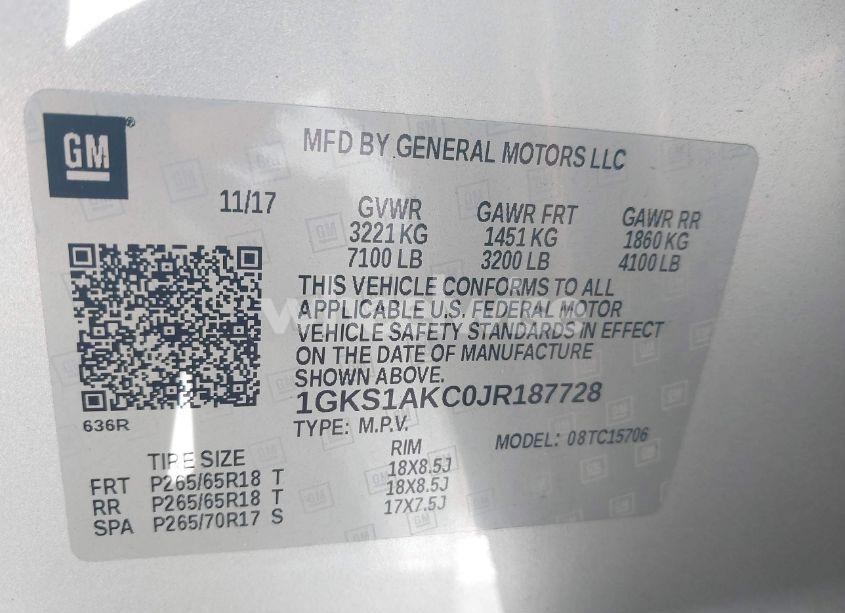 GM®
MFD BY GENERAL MOTORS LLC
11/17
GVWR GAWR FRT GAWR RR
3221 KG 1451 KG 1860 KG
7100 LB 3200 LB 4100 LB
THIS VEHICLE CONFORMS TO ALL
APPLICABLE U.S. FEDERAL MOTOR
VEHICLE SAFETY STANDARDS IN EFFECT
ON THE DATE OF MANUFACTURE
SHOWN ABOVE.
1GKS1AKC0JR187728
636R
TYPE: M.P.V. MODEL: 08TC15706
TIRE SIZE RIM
FRT P265/65R18 T 18X8.5J
RR P265/65R18 T 18X8.5J
SPA P265/70R17 S 17X7.5J